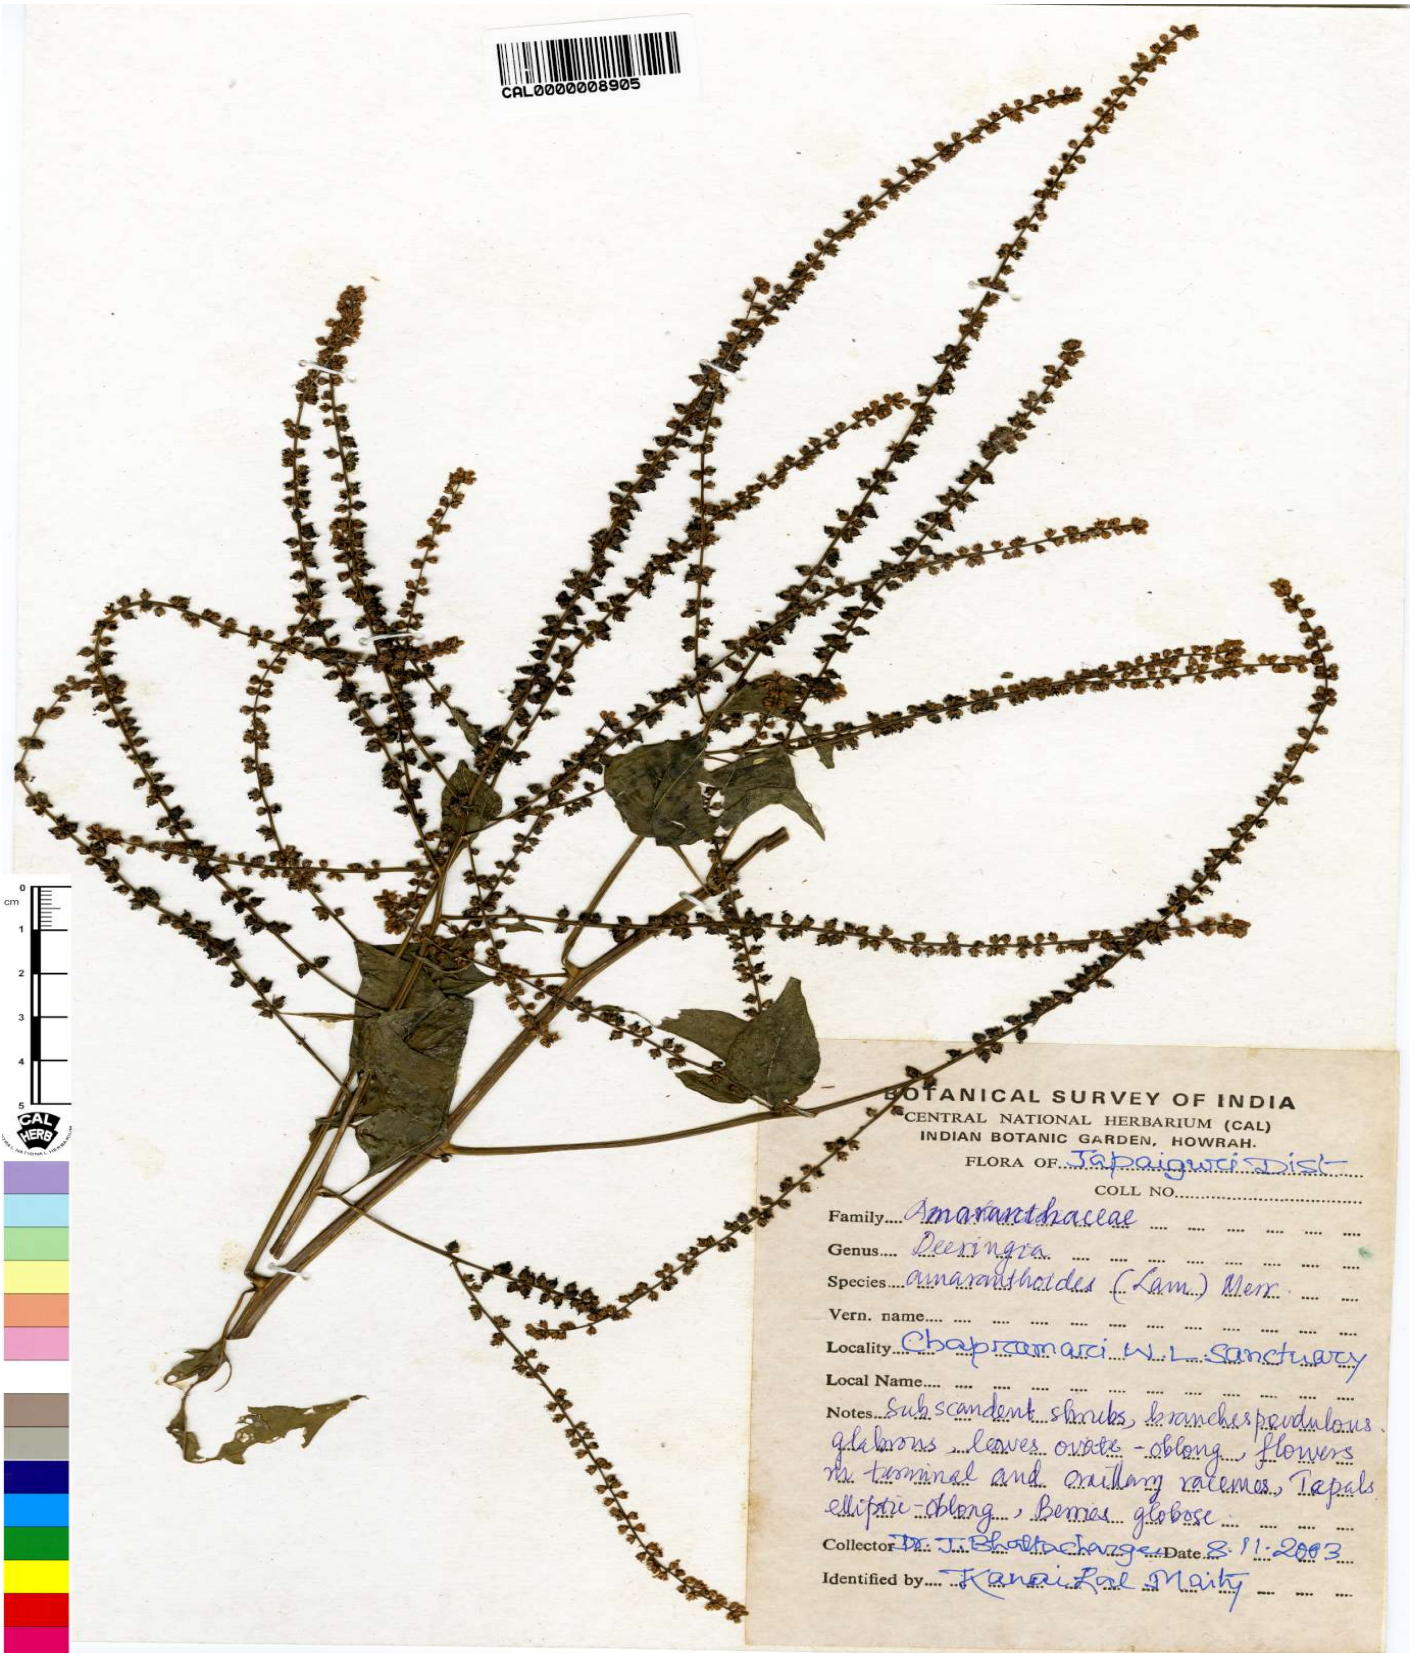 CAL0000008905
0
cm
1
2
3
4
5
CAL
HERB
BOTANICAL SURVEY OF INDIA
CENTRAL NATIONAL HERBARIUM (CAL)
INDIAN BOTANIC GARDEN, HOWRAH.
FLORA OF Japaiguri Dist
COLL NO.
Family Amaranthaceae
Genus Deeringia
Species amaranthoides (Lam.) Merr.
Vern. name
Locality Chapramari W. L. Sanctuary
Local Name
Notes Subscandent shrubs, branches pendulous.
glabrous, leaves ovate-oblong, flowers
in terminal and axillary racemes, Tepals
elliptic-oblong, Berries globose
Collector Dr. J. Bhattacharyee Date 8.11.2003
Identified by Kanai Lal Maity